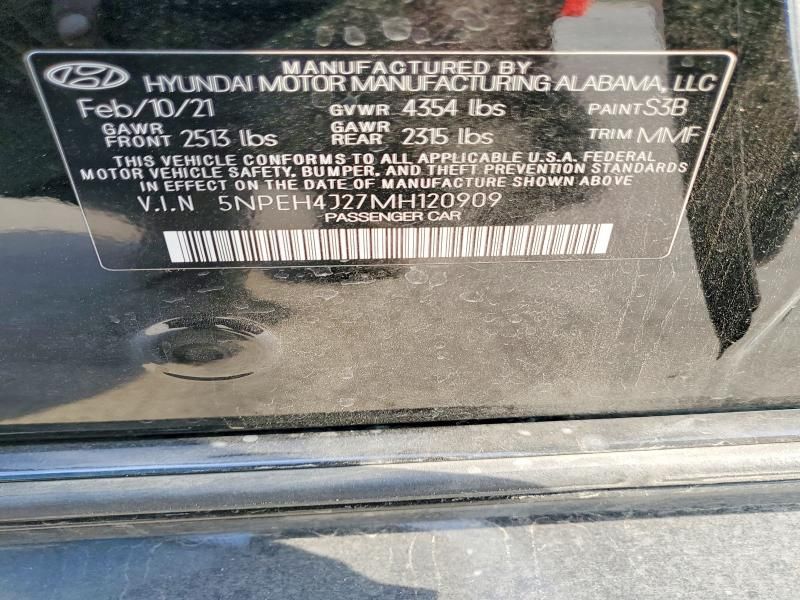 MANUFACTURED BY
HYUNDAI MOTOR MANUFACTURING ALABAMA, LLC
Feb/10/21 GVWR 4354 lbs PAINT S3B
GAWR FRONT 2513 lbs GAWR REAR 2315 lbs TRIM MMF
THIS VEHICLE CONFORMS TO ALL APPLICABLE U.S.A. FEDERAL
MOTOR VEHICLE SAFETY, BUMPER, AND THEFT PREVENTION STANDARDS
IN EFFECT ON THE DATE OF MANUFACTURE SHOWN ABOVE
V.I.N 5NPEH4J27MH120909
PASSENGER CAR